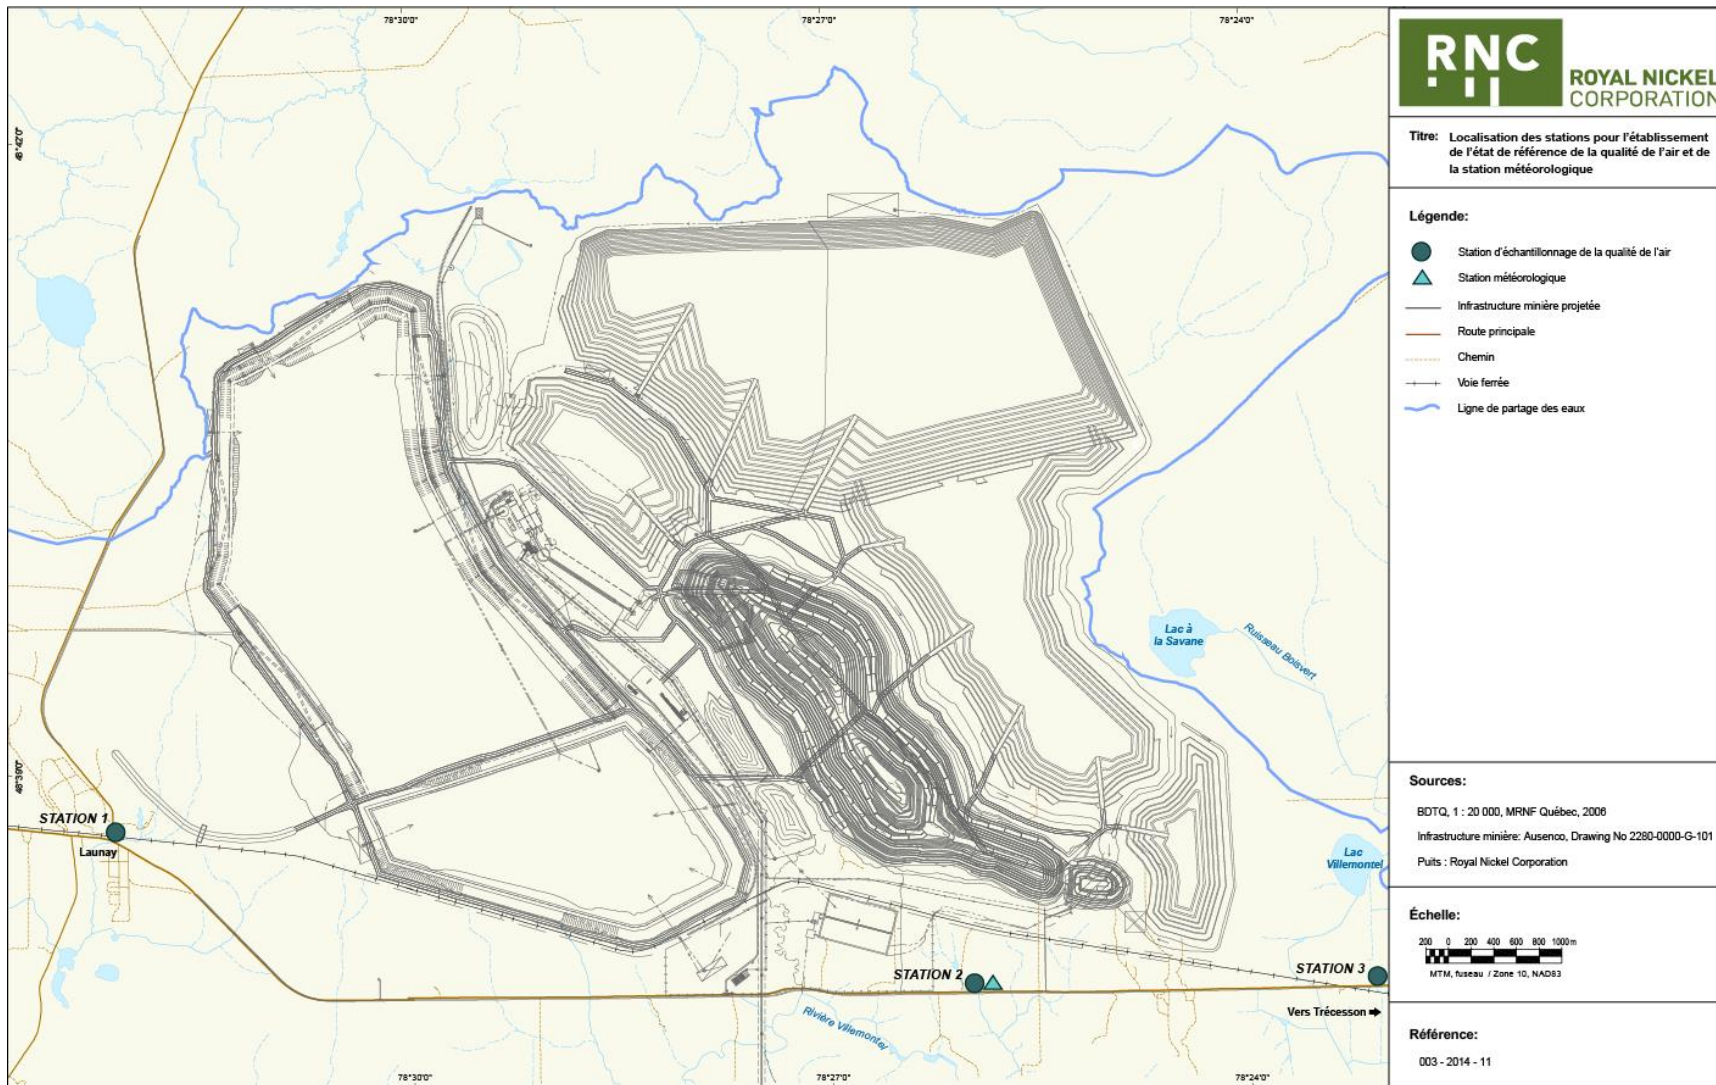 78°30'0"
78°27'0"
78°24'0"
48°42'0"
48°39'0"
STATION 1
Launay
STATION 2
STATION 3
Vers Trécesson
Lac à
la Savane
Ruisseau Boisvert
Lac
Villemontel
Rivière Villemontel
78°30'0"
78°27'0"
78°24'0"
RNC
ROYAL NICKEL
CORPORATION
Titre: Localisation des stations pour l'établissement
de l'état de référence de la qualité de l'air et de
la station météorologique
Légende:
Station d'échantillonnage de la qualité de l'air
Station météorologique
Infrastructure minière projetée
Route principale
Chemin
Voie ferrée
Ligne de partage des eaux
Sources:
BDTQ, 1 : 20 000, MRNF Québec, 2006
Infrastructure minière: Ausenco, Drawing No 2280-0000-G-101
Puits : Royal Nickel Corporation
Échelle:
200 0 200 400 600 800 1000m
MTM, fuseau / Zone 10, NAD83
Référence:
003 - 2014 - 11